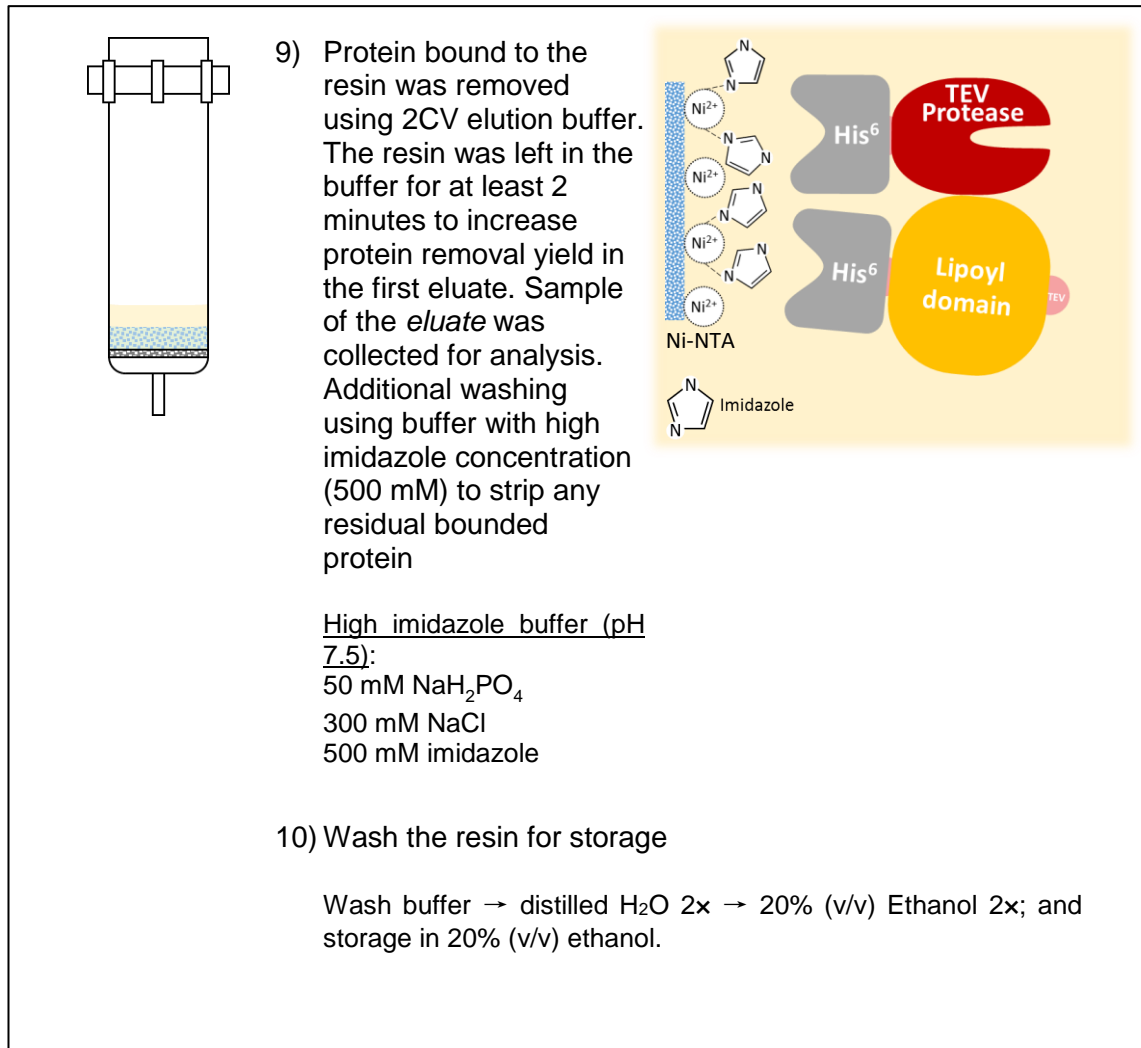 9) Protein bound to the
resin was removed
using 2CV elution buffer.
The resin was left in the
buffer for at least 2
minutes to increase
protein removal yield in
the first eluate. Sample
of the eluate was
collected for analysis.
Additional washing
using buffer with high
imidazole concentration
(500 mM) to strip any
residual bounded
protein
High imidazole buffer (pH
7.5):
50 mM NaH₂PO₄
300 mM NaCl
500 mM imidazole
N
N
Ni²⁺
N
N
Ni²⁺
N
N
Ni²⁺
N
N
Ni²⁺
Ni-NTA
His⁶
TEV
Protease
His⁶
Lipoyl
domain
TEV
N
N
Imidazole
10) Wash the resin for storage
Wash buffer → distilled H₂O 2× → 20% (v/v) Ethanol 2×; and
storage in 20% (v/v) ethanol.